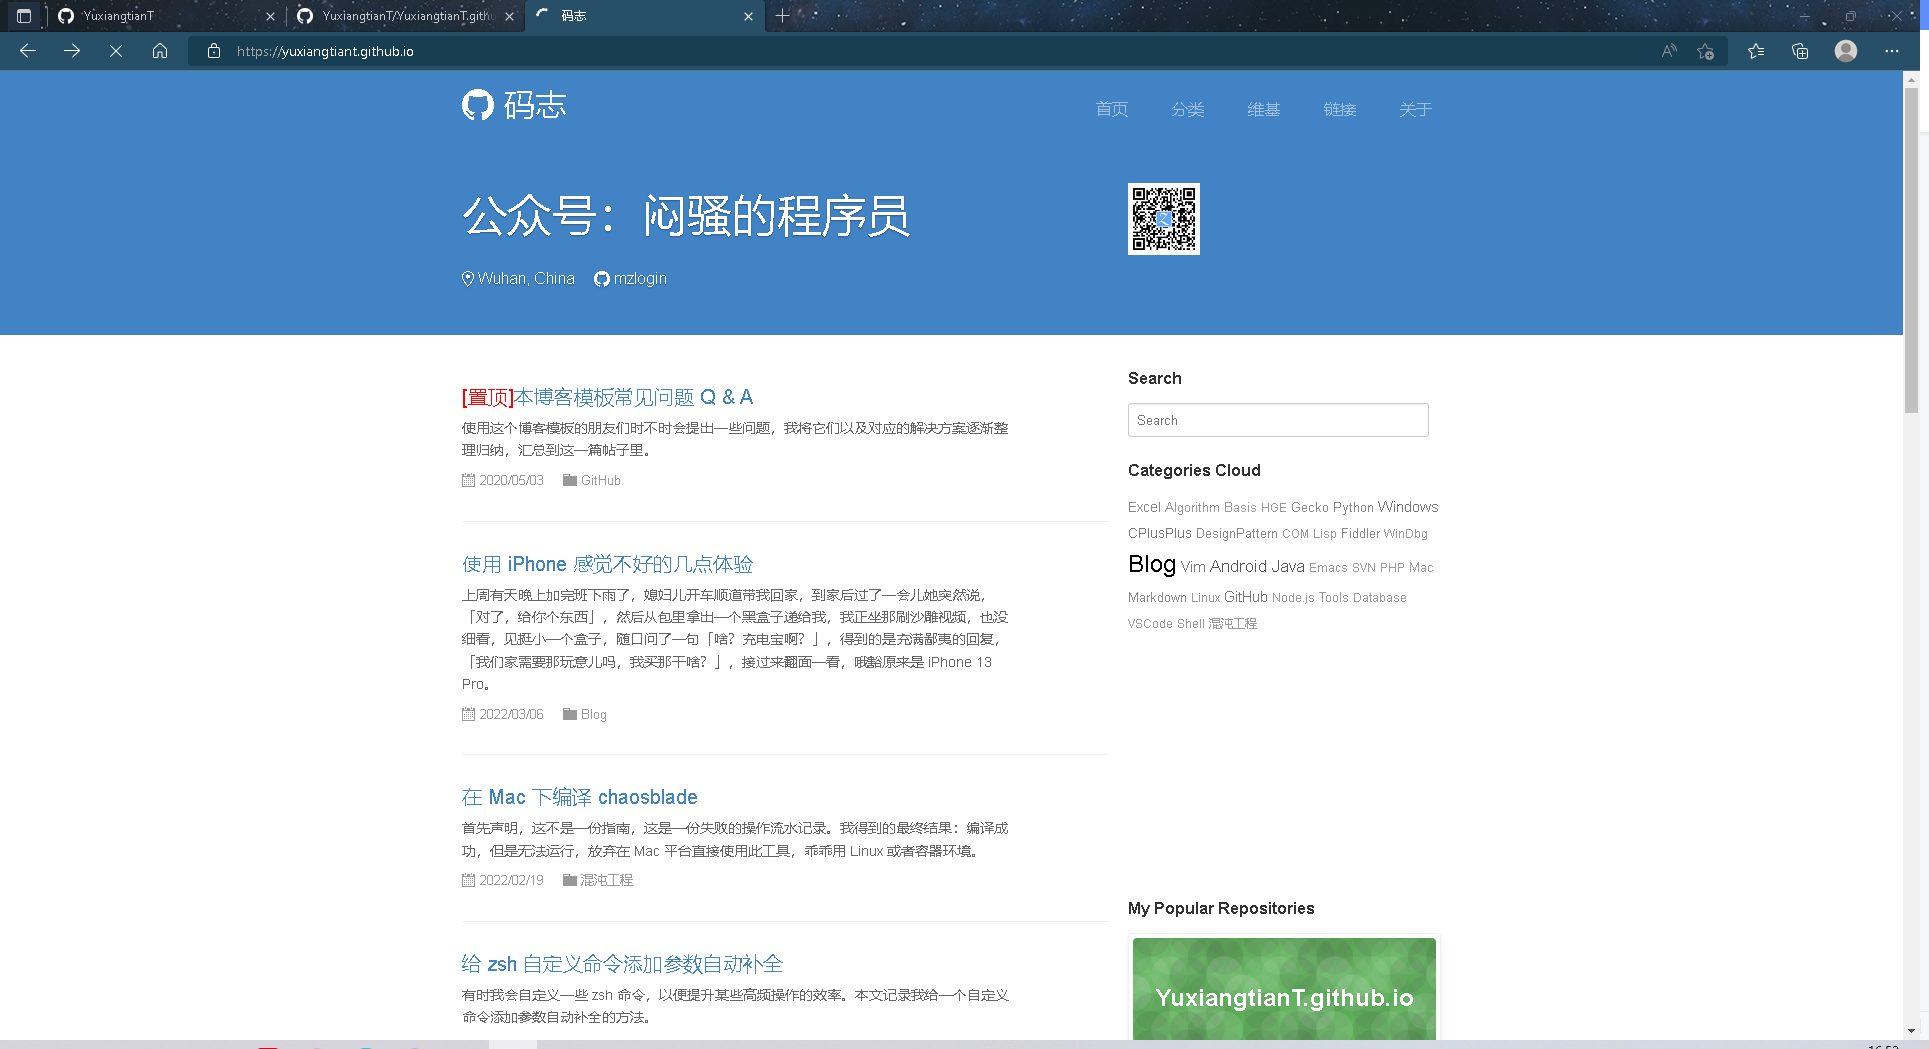 YuxiangtianT
YuxiangtianT/YuxiangtianT.gith
码志
https://yuxiangtiant.github.io
码志
首页 分类 维基 链接 关于
公众号：闷骚的程序员
Wuhan, China mzlogin
[置顶]本博客模板常见问题 Q & A
使用这个博客模板的朋友们时不时会提出一些问题，我将它们以及对应的解决方案逐渐整
理归纳，汇总到这一篇帖子里。
2020/05/03 GitHub
使用 iPhone 感觉不好的几点体验
上周有天晚上加完班下雨了，媳妇儿开车顺道带我回家，到家后过了一会儿她突然说，
「对了，给你个东西」，然后从包里拿出一个黑盒子递给我，我正坐那刷沙雕视频，也没
细看，见挺小一个盒子，随口问了一句「啥？充电宝啊？」，得到的是充满鄙夷的回复，
「我们家需要那玩意儿吗，我买那干啥？」，接过来翻面一看，哦豁原来是 iPhone 13
Pro。
2022/03/06 Blog
在 Mac 下编译 chaosblade
首先声明，这不是一份指南，这是一份失败的操作流水记录。我得到的最终结果：编译成
功，但是无法运行，放弃在 Mac 平台直接使用此工具，乖乖用 Linux 或者容器环境。
2022/02/19 混沌工程
给 zsh 自定义命令添加参数自动补全
有时我会自定义一些 zsh 命令，以便提升某些高频操作的效率。本文记录我给一个自定义
命令添加参数自动补全的方法。
Search
Search
Categories Cloud
Excel Algorithm Basis HGE Gecko Python Windows
CPlusPlus DesignPattern COM Lisp Fiddler WinDbg
Blog Vim Android Java Emacs SVN PHP Mac
Markdown Linux GitHub Node.js Tools Database
VSCode Shell 混沌工程
My Popular Repositories
YuxiangtianT.github.io